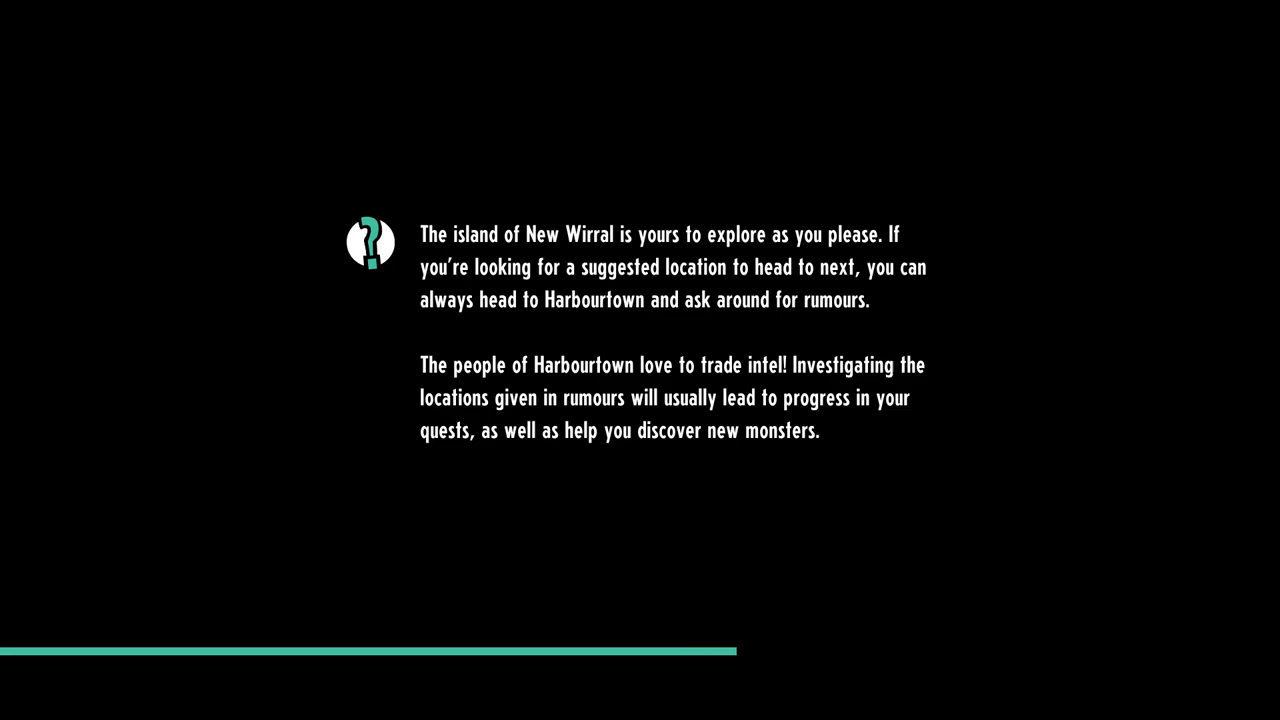 The island of New Wirral is yours to explore as you please. If
you're looking for a suggested location to head to next, you can
always head to Harbourtown and ask around for rumours.
The people of Harbourtown love to trade intel! Investigating the
locations given in rumours will usually lead to progress in your
quests, as well as help you discover new monsters.